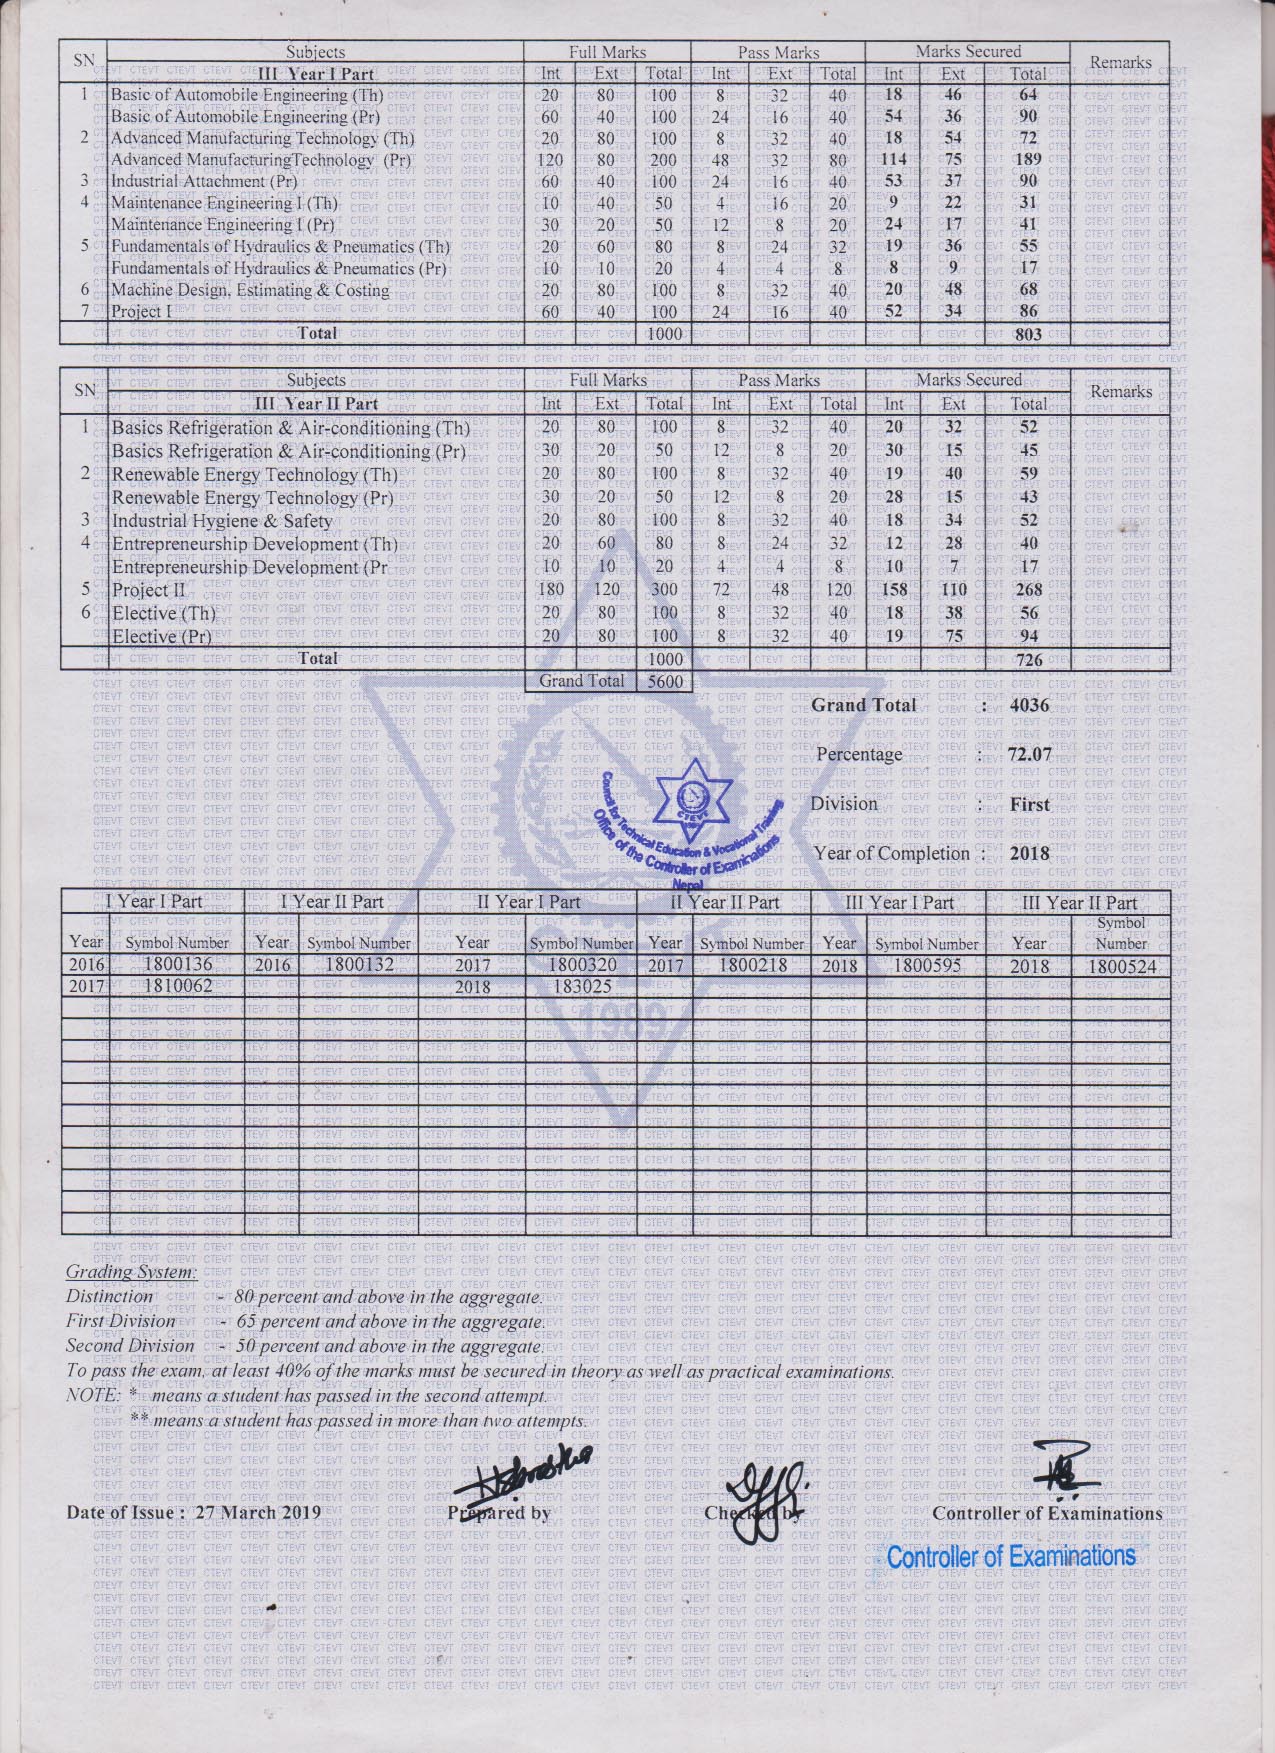 SN Subjects Full Marks Pass Marks Marks Secured Remarks
III Year I Part Int Ext Total Int Ext Total Int Ext Total
1 Basic of Automobile Engineering (Th) 20 80 100 8 32 40 18 46 64
Basic of Automobile Engineering (Pr) 60 40 100 24 16 40 54 36 90
2 Advanced Manufacturing Technology (Th) 20 80 100 8 32 40 18 54 72
Advanced ManufacturingTechnology (Pr) 120 80 200 48 32 80 114 75 189
3 Industrial Attachment (Pr) 60 40 100 24 16 40 53 37 90
4 Maintenance Engineering I (Th) 10 40 50 4 16 20 9 22 31
Maintenance Engineering I (Pr) 30 20 50 12 8 20 24 17 41
5 Fundamentals of Hydraulics & Pneumatics (Th) 20 60 80 8 24 32 19 36 55
Fundamentals of Hydraulics & Pneumatics (Pr) 10 10 20 4 4 8 8 9 17
6 Machine Design, Estimating & Costing 20 80 100 8 32 40 20 48 68
7 Project I 60 40 100 24 16 40 52 34 86
Total 1000 803
SN Subjects Full Marks Pass Marks Marks Secured Remarks
III Year II Part Int Ext Total Int Ext Total Int Ext Total
1 Basics Refrigeration & Air-conditioning (Th) 20 80 100 8 32 40 20 32 52
Basics Refrigeration & Air-conditioning (Pr) 30 20 50 12 8 20 30 15 45
2 Renewable Energy Technology (Th) 20 80 100 8 32 40 19 40 59
Renewable Energy Technology (Pr) 30 20 50 12 8 20 28 15 43
3 Industrial Hygiene & Safety 20 80 100 8 32 40 18 34 52
4 Entrepreneurship Development (Th) 20 60 80 8 24 32 12 28 40
Entrepreneurship Development (Pr 10 10 20 4 4 8 10 7 17
5 Project II 180 120 300 72 48 120 158 110 268
6 Elective (Th) 20 80 100 8 32 40 18 38 56
Elective (Pr) 20 80 100 8 32 40 19 75 94
Total 1000 726
Grand Total 5600
Grand Total : 4036
Percentage : 72.07
Division : First
Year of Completion : 2018
CTEVT
Council for Technical Education & Vocational Training
Office of the Controller of Examinations
Nepal
I Year I Part I Year II Part II Year I Part II Year II Part III Year I Part III Year II Part
Year Symbol Number Year Symbol Number Year Symbol Number Year Symbol Number Year Symbol Number Year Symbol Number
2016 1800136 2016 1800132 2017 1800320 2017 1800218 2018 1800595 2018 1800524
2017 1810062 2018 183025
1989
Grading System:
Distinction - 80 percent and above in the aggregate.
First Division - 65 percent and above in the aggregate.
Second Division - 50 percent and above in the aggregate.
To pass the exam, at least 40% of the marks must be secured in theory as well as practical examinations.
NOTE: * means a student has passed in the second attempt.
** means a student has passed in more than two attempts.
Date of Issue : 27 March 2019 Prepared by Checked by Controller of Examinations
Controller of Examinations